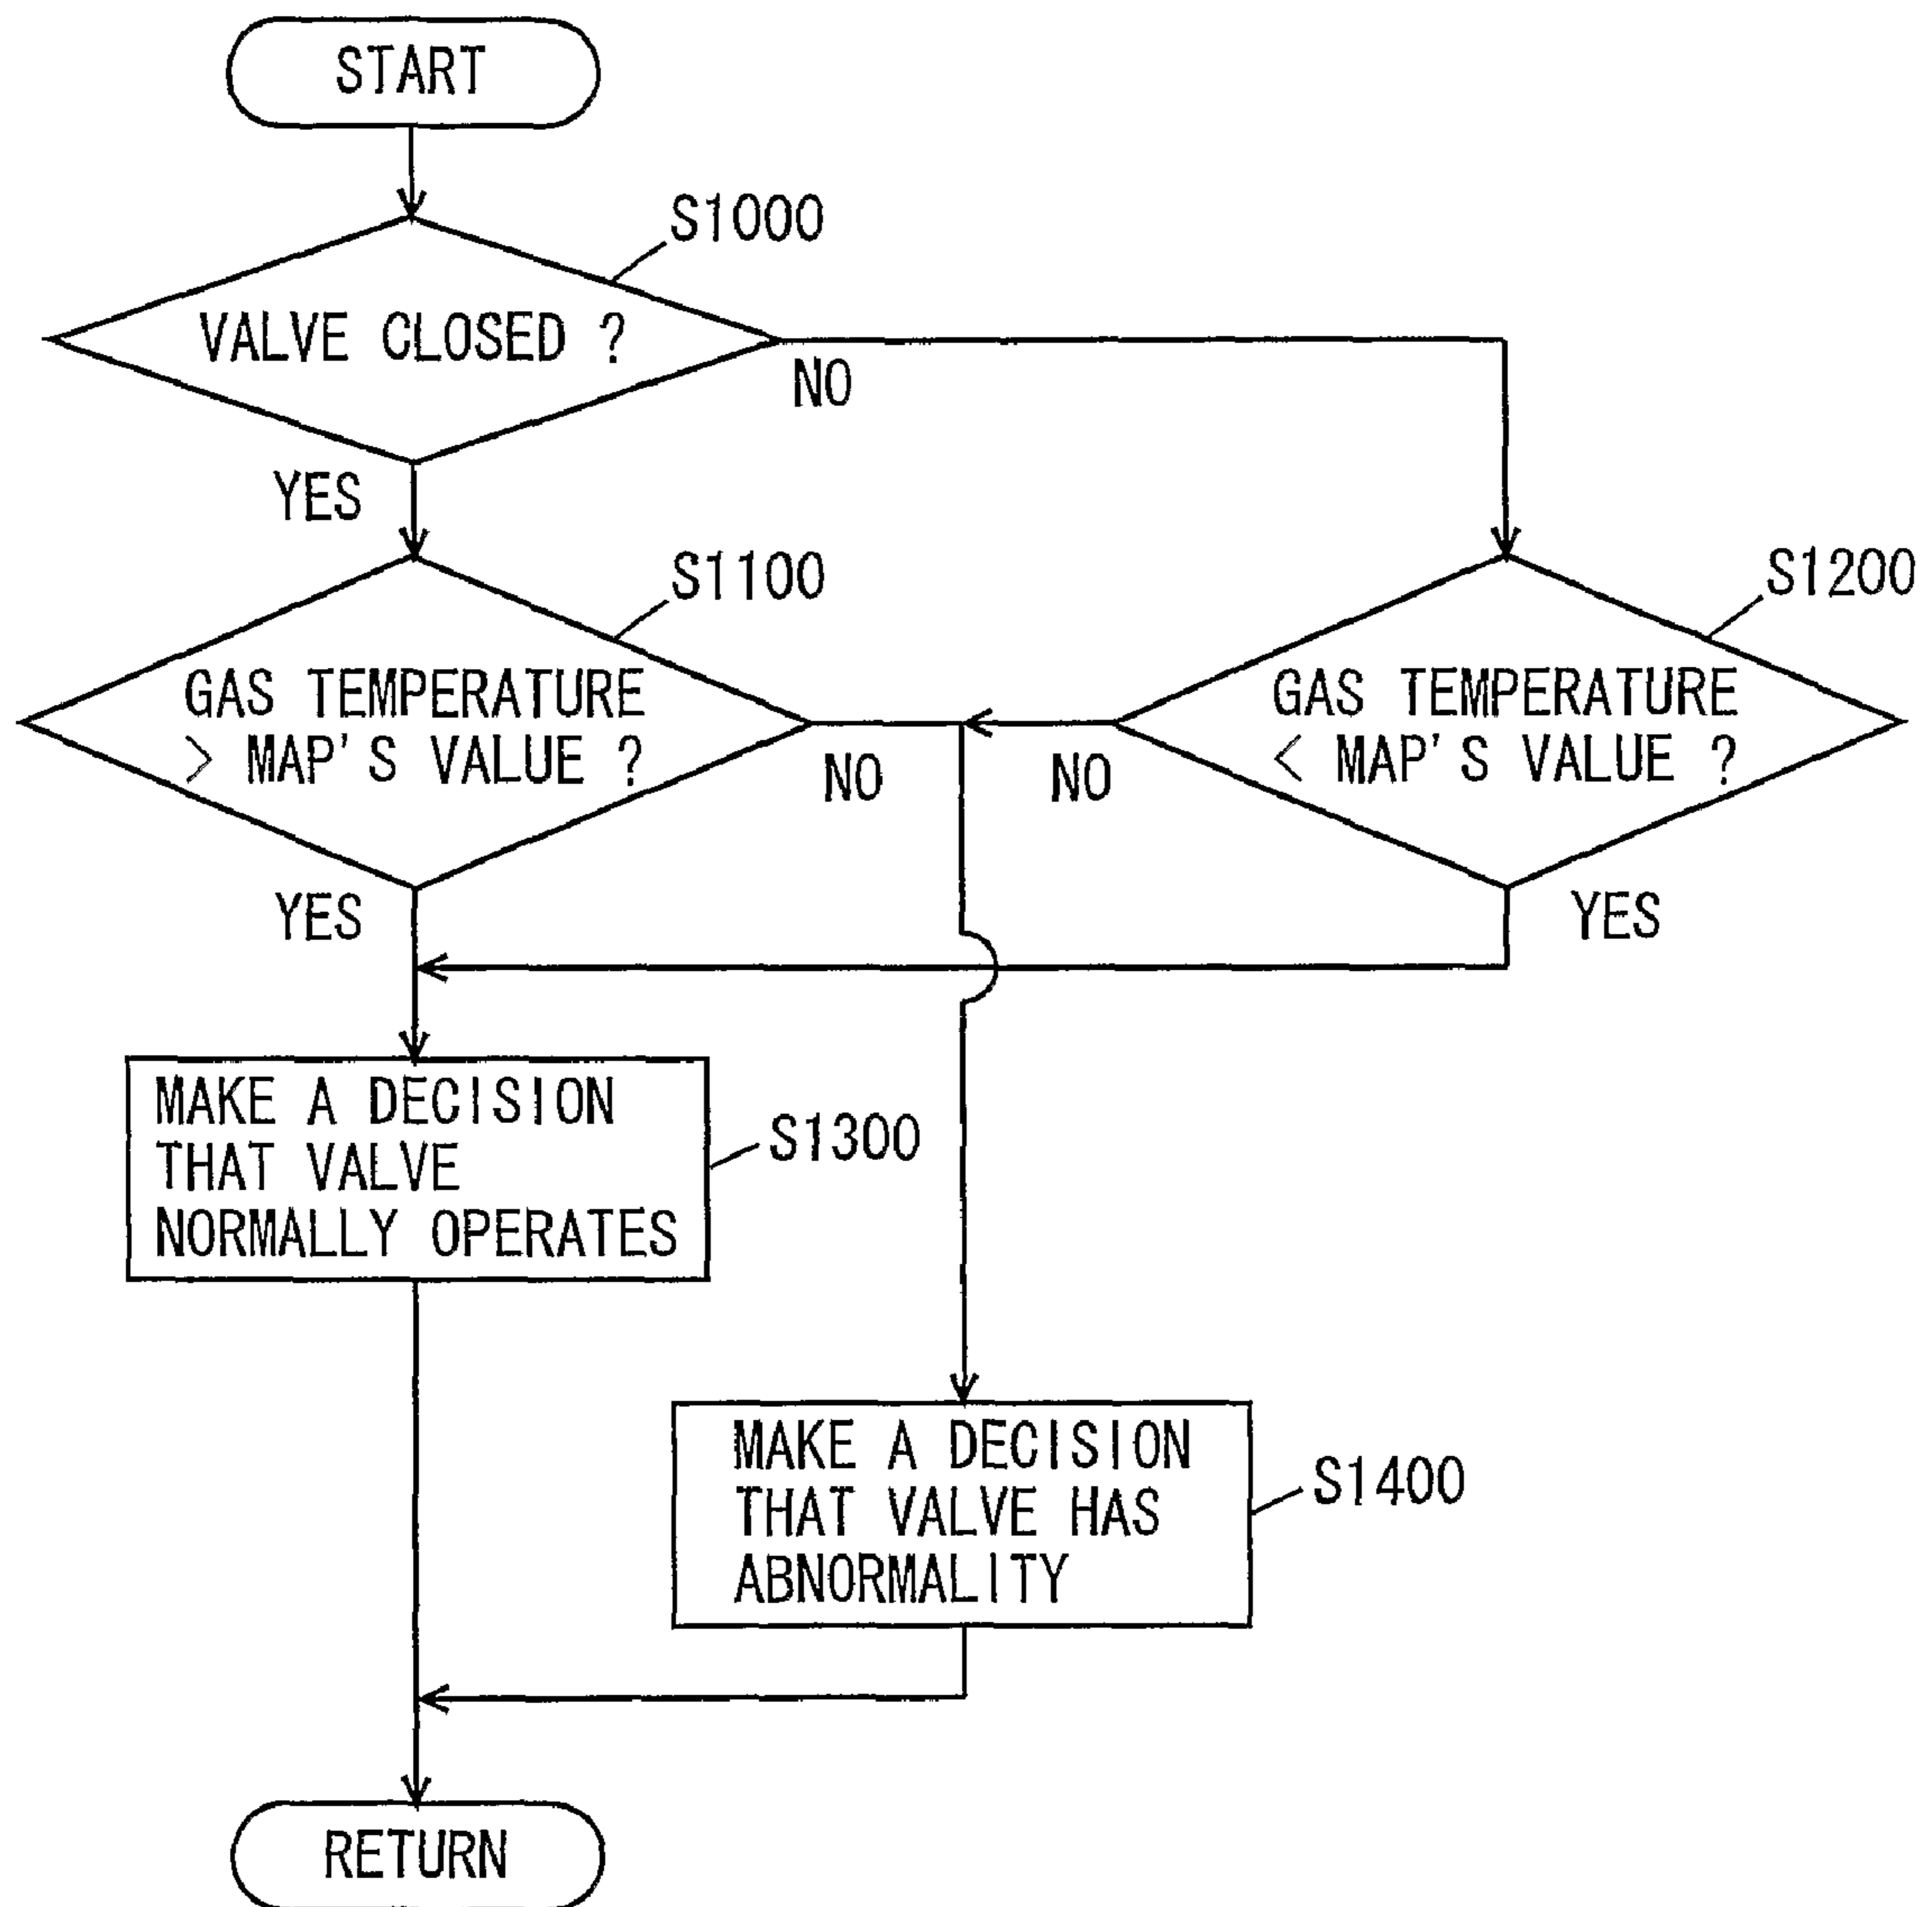 START
S1000
VALVE CLOSED ?
NO
YES
S1100
S1200
GAS TEMPERATURE
> MAP'S VALUE ?
GAS TEMPERATURE
< MAP'S VALUE ?
NO
NO
YES
YES
MAKE A DECISION
THAT VALVE
NORMALLY OPERATES
S1300
MAKE A DECISION
THAT VALVE HAS
ABNORMALITY
S1400
RETURN